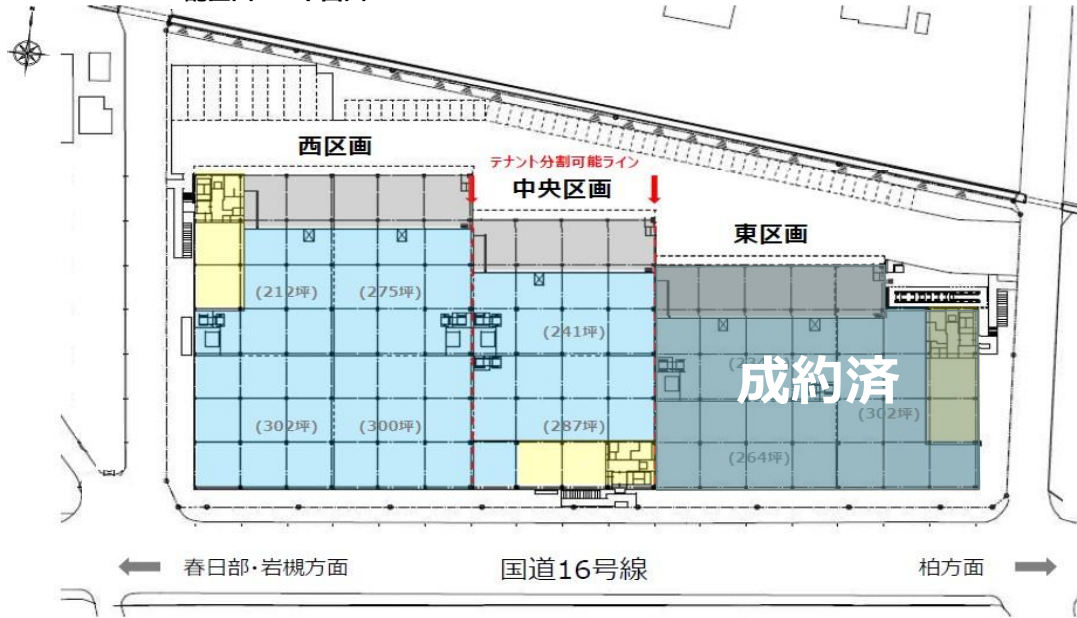 西区画
テナント分割可能ライン
中央区画
東区画
(212坪)
(275坪)
(241坪)
成約済
(302坪)
(300坪)
(287坪)
(302坪)
(264坪)
春日部・岩槻方面
国道16号線
柏方面